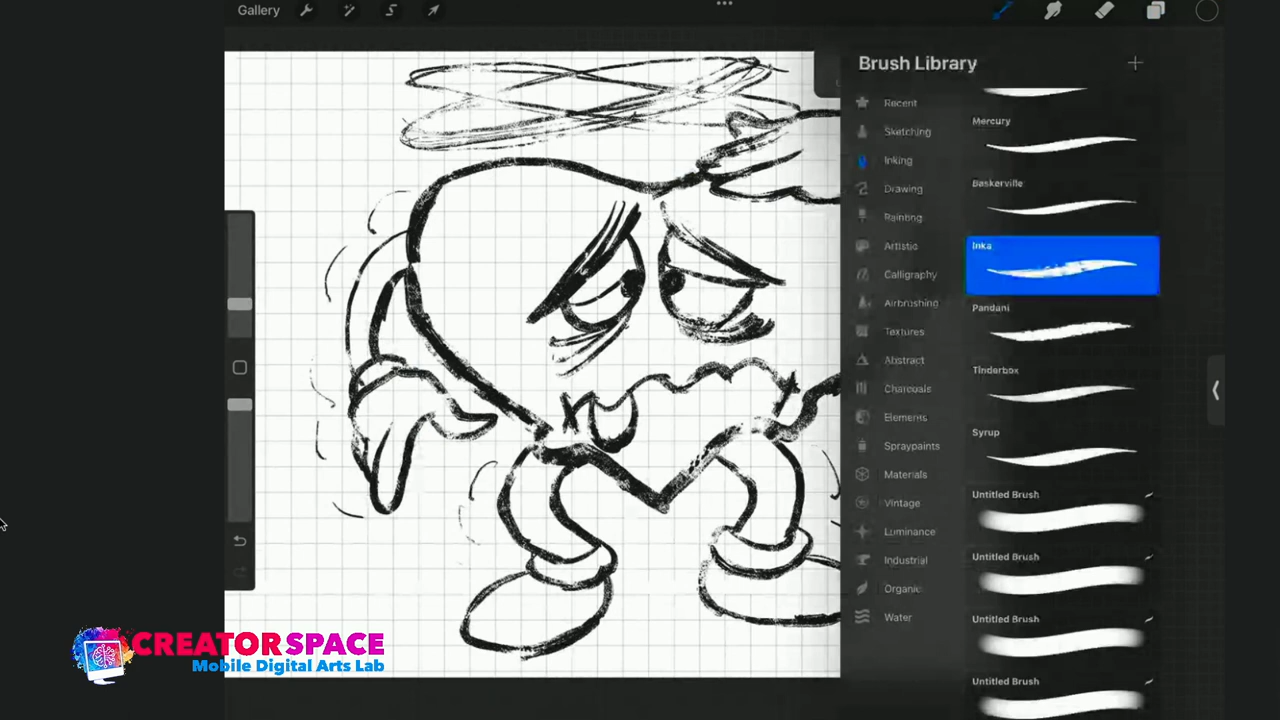 Gallery
Brush Library
Recent
Sketching
Inking
Drawing
Painting
Artistic
Calligraphy
Airbrushing
Textures
Abstract
Charcoals
Elements
Spraypaints
Materials
Vintage
Luminance
Industrial
Organic
Water
Mercury
Baskerville
Inka
Pandani
Tinderbox
Syrup
Untitled Brush
Untitled Brush
Untitled Brush
Untitled Brush
CREATORSPACE
Mobile Digital Arts Lab